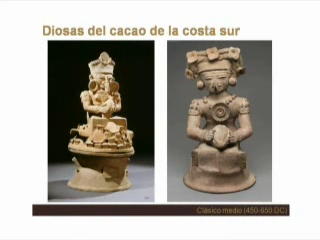 Diosas del cacao de la costa sur
Clásico medio (450-650 DC)